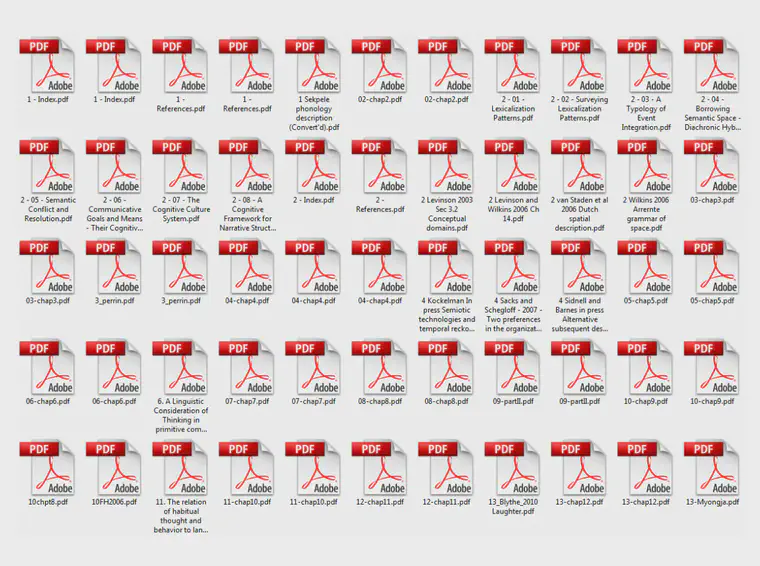 PDF PDF PDF PDF PDF PDF PDF PDF PDF PDF PDF
Adobe Adobe Adobe Adobe Adobe Adobe Adobe Adobe Adobe Adobe Adobe
1 - Index.pdf
1 - Index.pdf
1 -
References.pdf
1 -
References.pdf
1 Sekpele
phonology
description
(Convert'd).pdf
02-chap2.pdf
02-chap2.pdf
2 - 01 -
Lexicalization
Patterns.pdf
2 - 02 - Surveying
Lexicalization
Patterns.pdf
2 - 03 - A
Typology of
Event
Integration.pdf
2 - 04 -
Borrowing
Semantic Space -
Diachronic Hyb...
PDF PDF PDF PDF PDF PDF PDF PDF PDF PDF PDF
Adobe Adobe Adobe Adobe Adobe Adobe Adobe Adobe Adobe Adobe Adobe
2 - 05 - Semantic
Conflict and
Resolution.pdf
2 - 06 -
Communicative
Goals and Means
- Their Cognitiv...
2 - 07 - The
Cognitive Culture
System.pdf
2 - 08 - A
Cognitive
Framework for
Narrative Struct...
2 - Index.pdf
2 -
References.pdf
2 Levinson 2003
Sec 3.2
Conceptual
domains.pdf
2 Levinson and
Wilkins 2006 Ch
14.pdf
2 van Staden et al
2006 Dutch
spatial
description.pdf
2 Wilkins 2006
Arrernte
grammar of
space.pdf
03-chap3.pdf
PDF PDF PDF PDF PDF PDF PDF PDF PDF PDF PDF
Adobe Adobe Adobe Adobe Adobe Adobe Adobe Adobe Adobe Adobe Adobe
03-chap3.pdf
3_perrin.pdf
3_perrin.pdf
04-chap4.pdf
04-chap4.pdf
04-chap4.pdf
4 Kockelman In
press Semiotic
technologies and
temporal recko...
4 Sacks and
Schegloff - 2007 -
Two preferences
in the organizat...
4 Sidnell and
Barnes in press
Alternative
subsequent des...
05-chap5.pdf
05-chap5.pdf
PDF PDF PDF PDF PDF PDF PDF PDF PDF PDF PDF
Adobe Adobe Adobe Adobe Adobe Adobe Adobe Adobe Adobe Adobe Adobe
06-chap6.pdf
06-chap6.pdf
6. A Linguistic
Consideration of
Thinking in
primitive com...
07-chap7.pdf
07-chap7.pdf
08-chap8.pdf
08-chap8.pdf
09-partII.pdf
09-partII.pdf
10-chap9.pdf
10-chap9.pdf
PDF PDF PDF PDF PDF PDF PDF PDF PDF PDF PDF
Adobe Adobe Adobe Adobe Adobe Adobe Adobe Adobe Adobe Adobe Adobe
10chpt8.pdf
10FH2006.pdf
11. The relation
of habitual
thought and
behavior to lan...
11-chap10.pdf
11-chap10.pdf
12-chap11.pdf
12-chap11.pdf
13_Blythe_2010
Laughter.pdf
13-chap12.pdf
13-chap12.pdf
13-Myongja.pdf